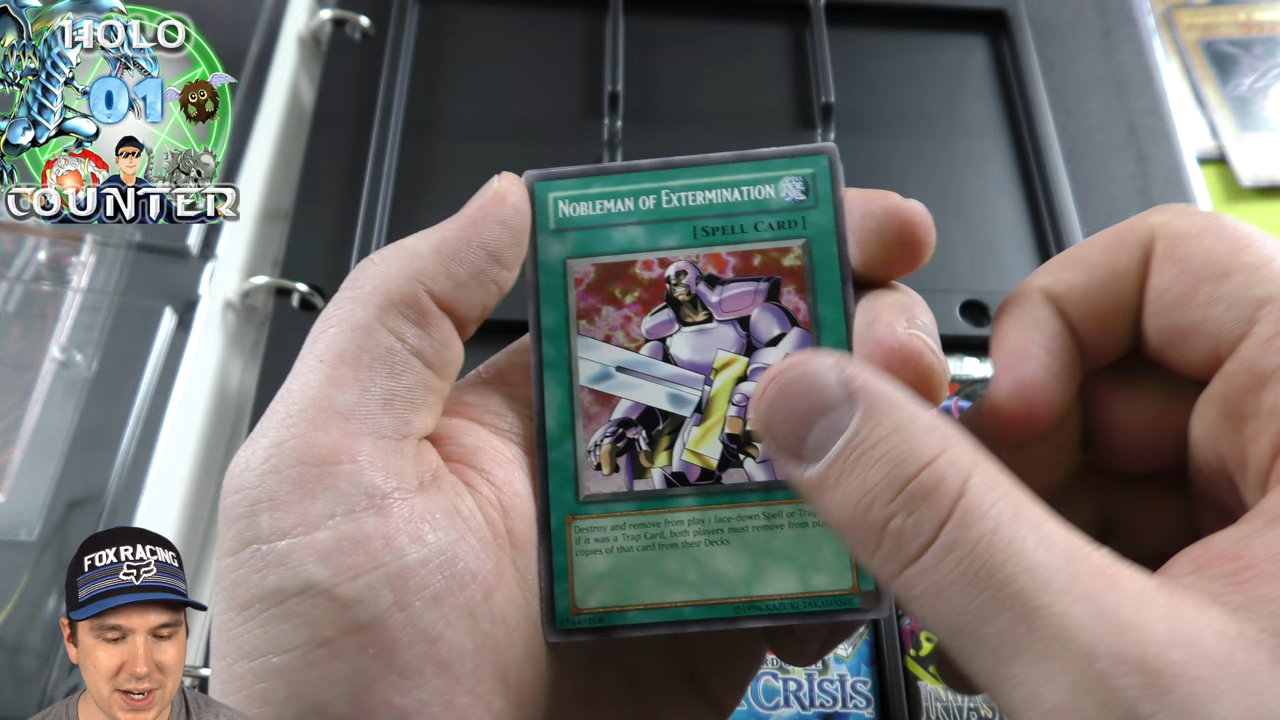 HOLO
01
COUNTER
NOBLEMAN OF EXTERMINATION
[SPELL CARD]
Destroy and remove from play 1 face-down Spell or
If it was a Trap Card, both players must remove from
copies of that card from their Decks.
©1996 KAZUKI TAKAHASHI
FOX RACING
CRISIS